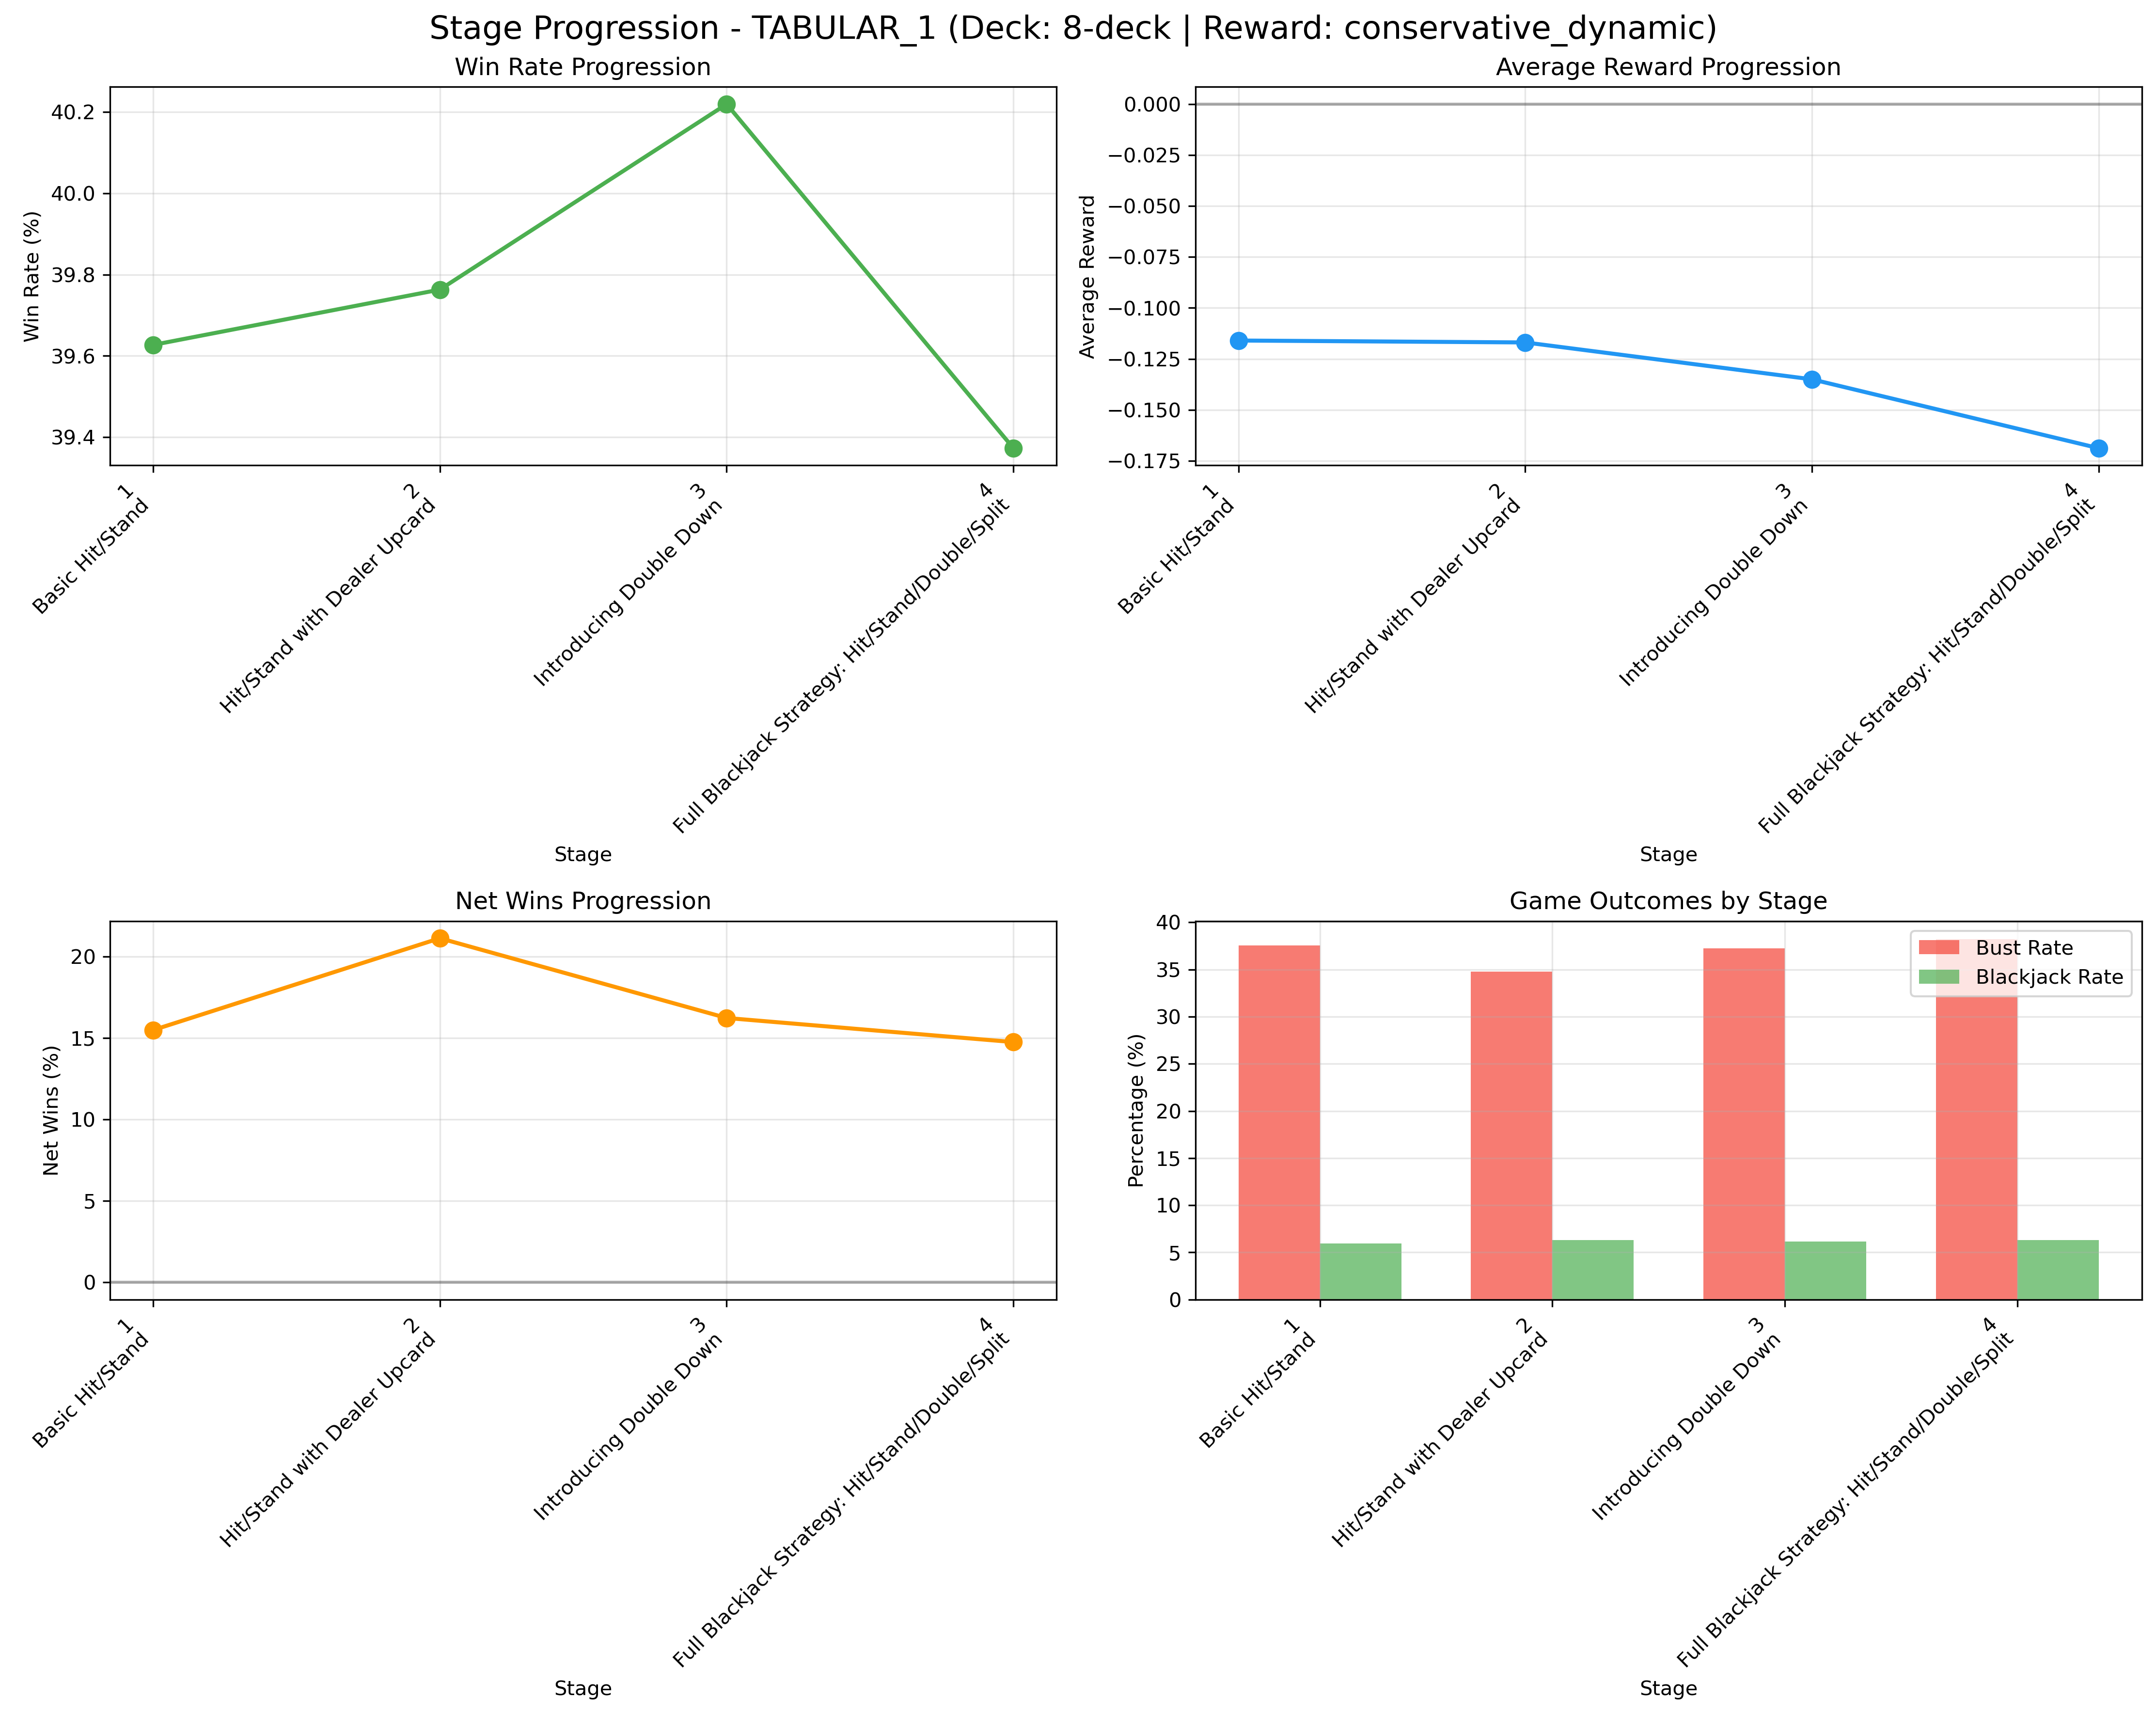 Stage Progression - TABULAR_1 (Deck: 8-deck | Reward: conservative_dynamic)
Win Rate Progression
Win Rate (%)
40.2
40.0
39.8
39.6
39.4
1
Basic Hit/Stand
2
Hit/Stand with Dealer Upcard
3
Introducing Double Down
4
Full Blackjack Strategy: Hit/Stand/Double/Split
Stage
Average Reward Progression
Average Reward
0.000
−0.025
−0.050
−0.075
−0.100
−0.125
−0.150
−0.175
1
Basic Hit/Stand
2
Hit/Stand with Dealer Upcard
3
Introducing Double Down
4
Full Blackjack Strategy: Hit/Stand/Double/Split
Stage
Net Wins Progression
Net Wins (%)
20
15
10
5
0
1
Basic Hit/Stand
2
Hit/Stand with Dealer Upcard
3
Introducing Double Down
4
Full Blackjack Strategy: Hit/Stand/Double/Split
Stage
Game Outcomes by Stage
Percentage (%)
40
35
30
25
20
15
10
5
0
Bust Rate
Blackjack Rate
1
Basic Hit/Stand
2
Hit/Stand with Dealer Upcard
3
Introducing Double Down
4
Full Blackjack Strategy: Hit/Stand/Double/Split
Stage